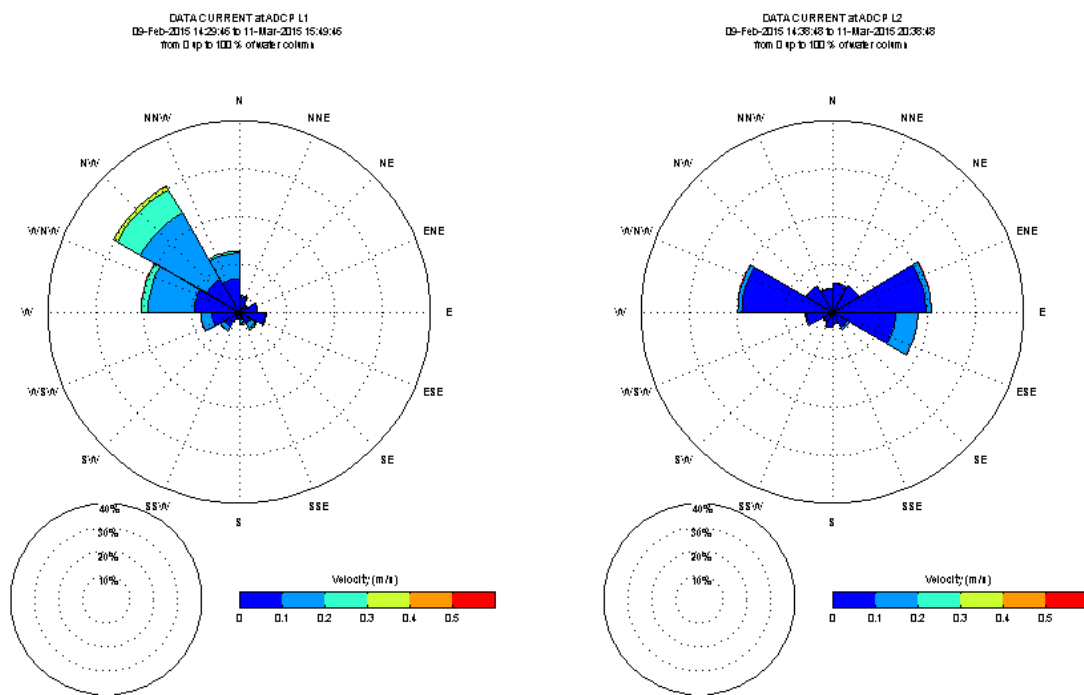 DATA CURRENT at ADCP L1
09-Feb-2015 14:29:45 to 11-Mar-2015 15:49:45
from 0 up to 100 % of water column
N
NNE
NE
ENE
E
ESE
SE
SSE
S
SSW
SW
WSW
W
WNW
NW
NNW
40%
30%
20%
10%
Velocity (m/s)
0 0.1 0.2 0.3 0.4 0.5
DATA CURRENT at ADCP L2
09-Feb-2015 14:38:48 to 11-Mar-2015 20:38:48
from 0 up to 100 % of water column
N
NNE
NE
ENE
E
ESE
SE
SSE
S
SSW
SW
WSW
W
WNW
NW
NNW
40%
30%
20%
10%
Velocity (m/s)
0 0.1 0.2 0.3 0.4 0.5